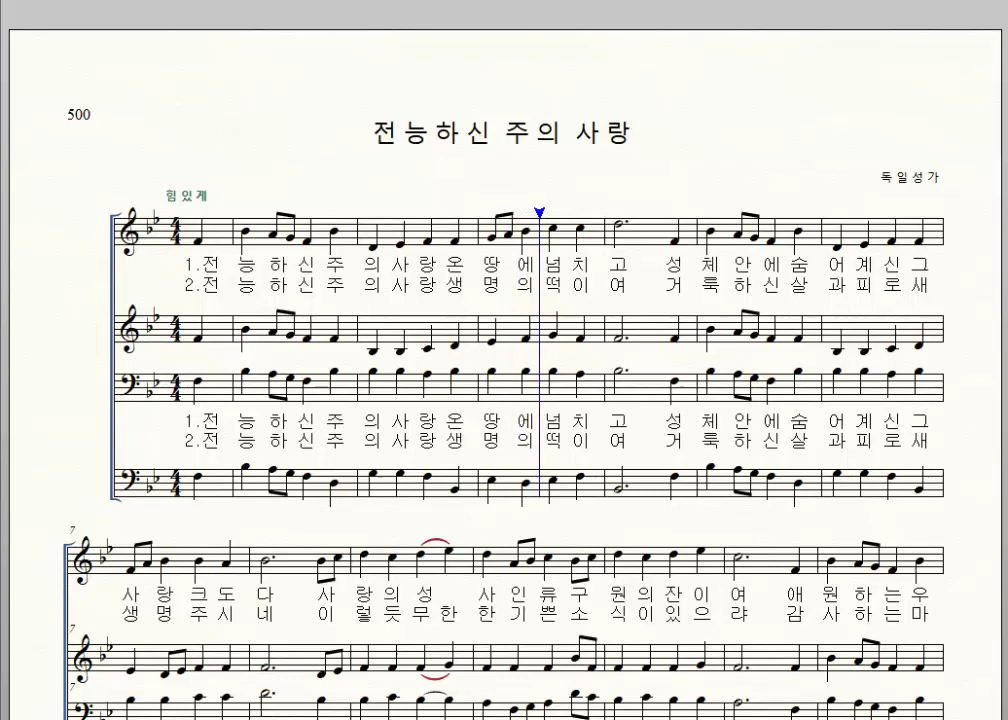 500
전능하신 주의 사랑
독일성가
힘있게
1.전 능 하 신 주 의 사 랑 온 땅 에 넘 치 고 성 체 안 에 숨 어 계 신 그
2.전 능 하 신 주 의 사 랑 생 명 의 떡 이 여 거 룩 하 신 살 과 피 로 새
1.전 능 하 신 주 의 사 랑 온 땅 에 넘 치 고 성 체 안 에 숨 어 계 신 그
2.전 능 하 신 주 의 사 랑 생 명 의 떡 이 여 거 룩 하 신 살 과 피 로 새
7
사 랑 크 도 다 사 랑 의 성 사 인 류 구 원 의 잔 이 여 애 원 하 는 우
생 명 주 시 네 이 렇 듯 무 한 한 기 쁜 소 식 이 있 으 랴 감 사 하 는 마
7
7